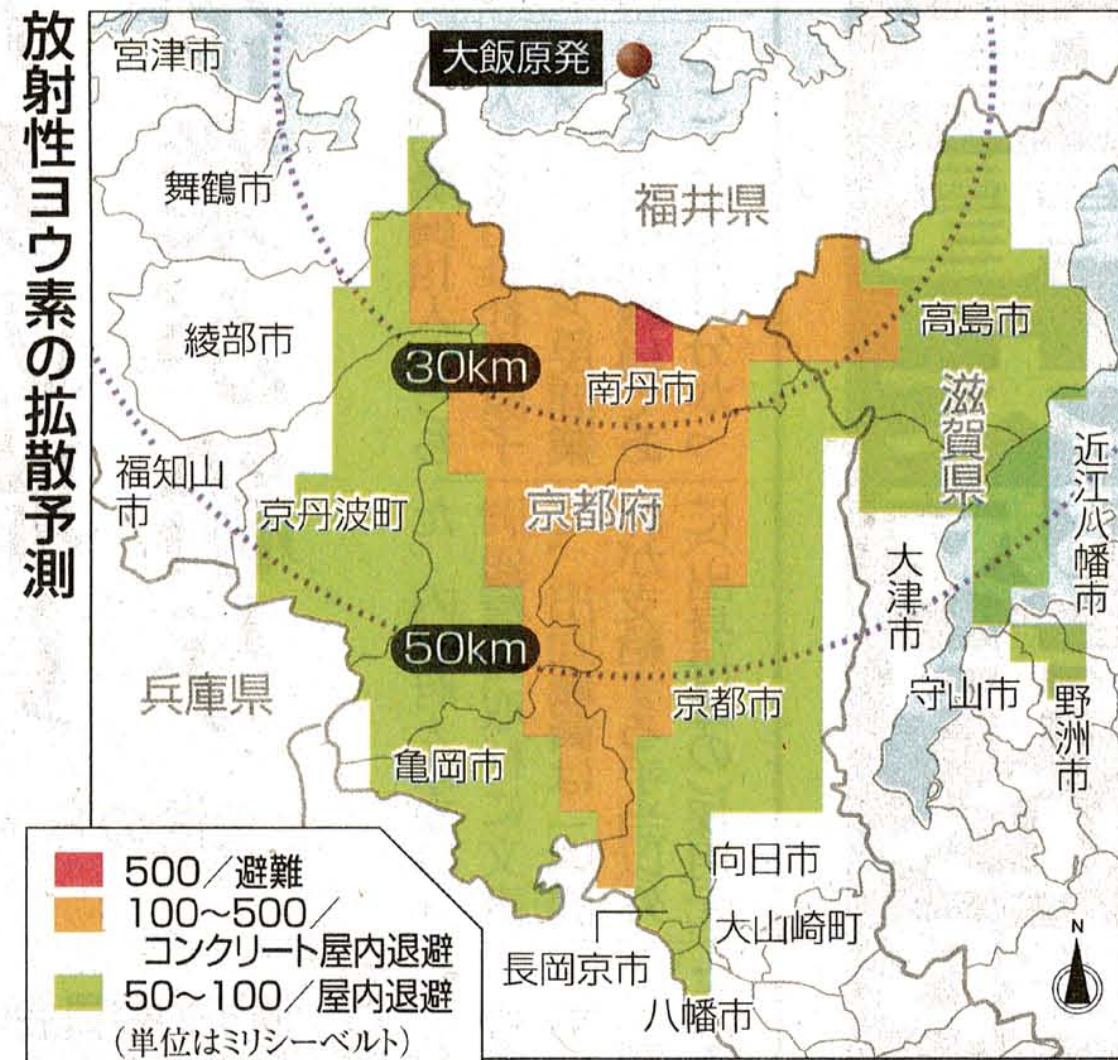 放射性ヨウ素の拡散予測
宮津市
大飯原発
舞鶴市
福井県
綾部市
30km
高島市
南丹市
滋賀県
福知山
市
京丹波町
京都府
近江八幡市
大津市
50km
兵庫県
京都市
守山市
野洲市
亀岡市
500/避難
100〜500/
コンクリート屋内退避
50〜100/屋内退避
(単位はミリシーベルト)
向日市
大山崎町
長岡京市
八幡市
N